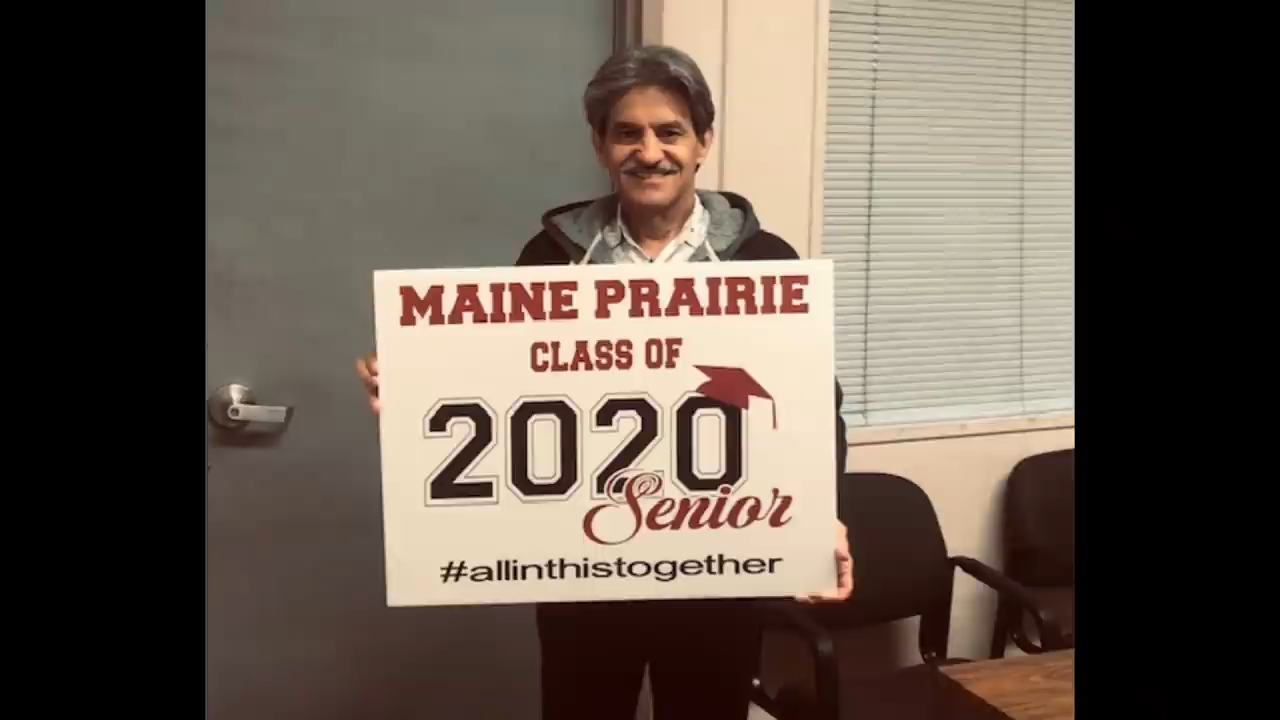 MAINE PRAIRIE
CLASS OF
2020
Senior
#allinthistogether